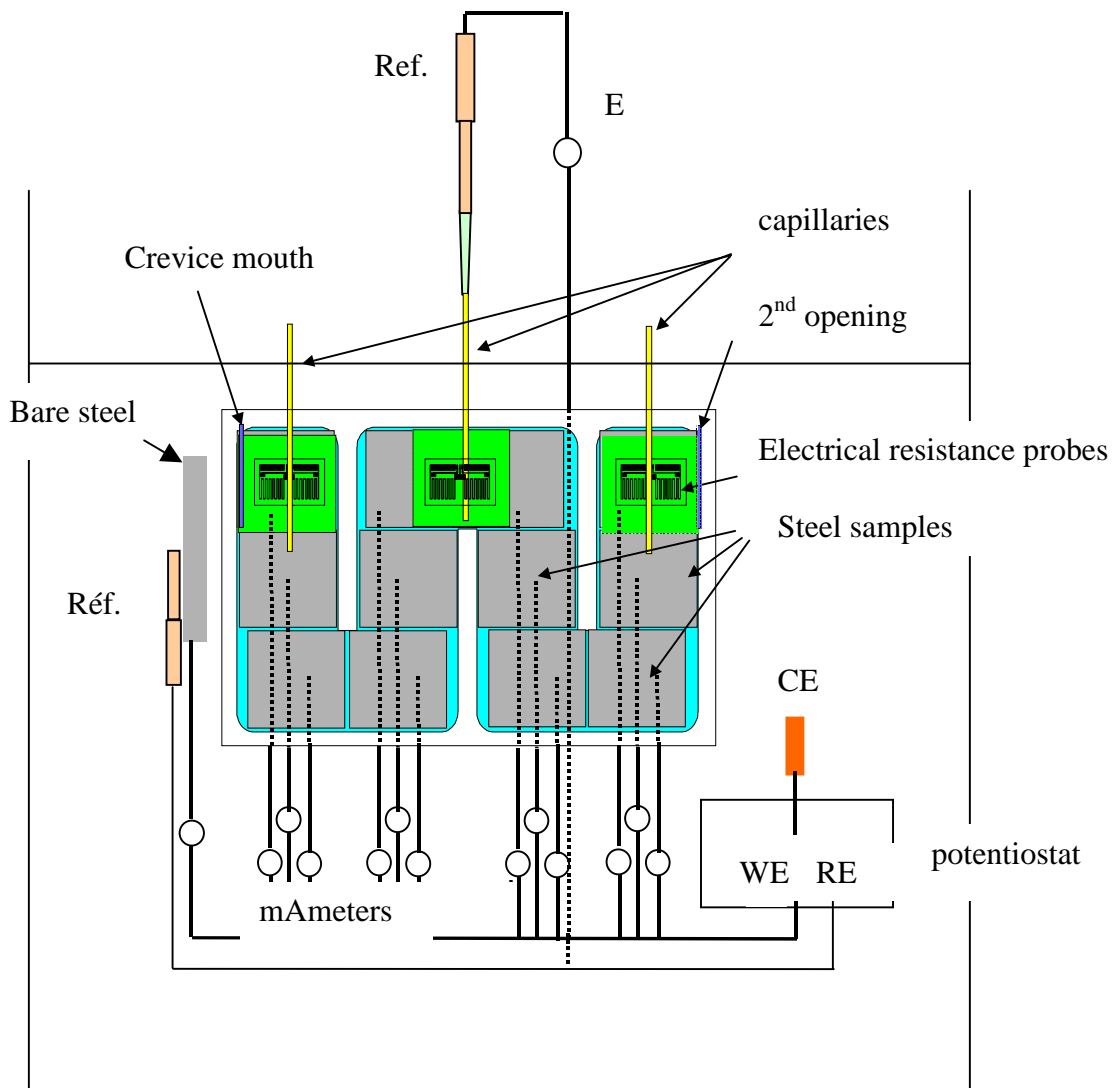 Ref.
E
capillaries
Crevice mouth
2nd opening
Bare steel
Electrical resistance probes
Steel samples
Réf.
CE
potentiostat
WE RE
mAmeters